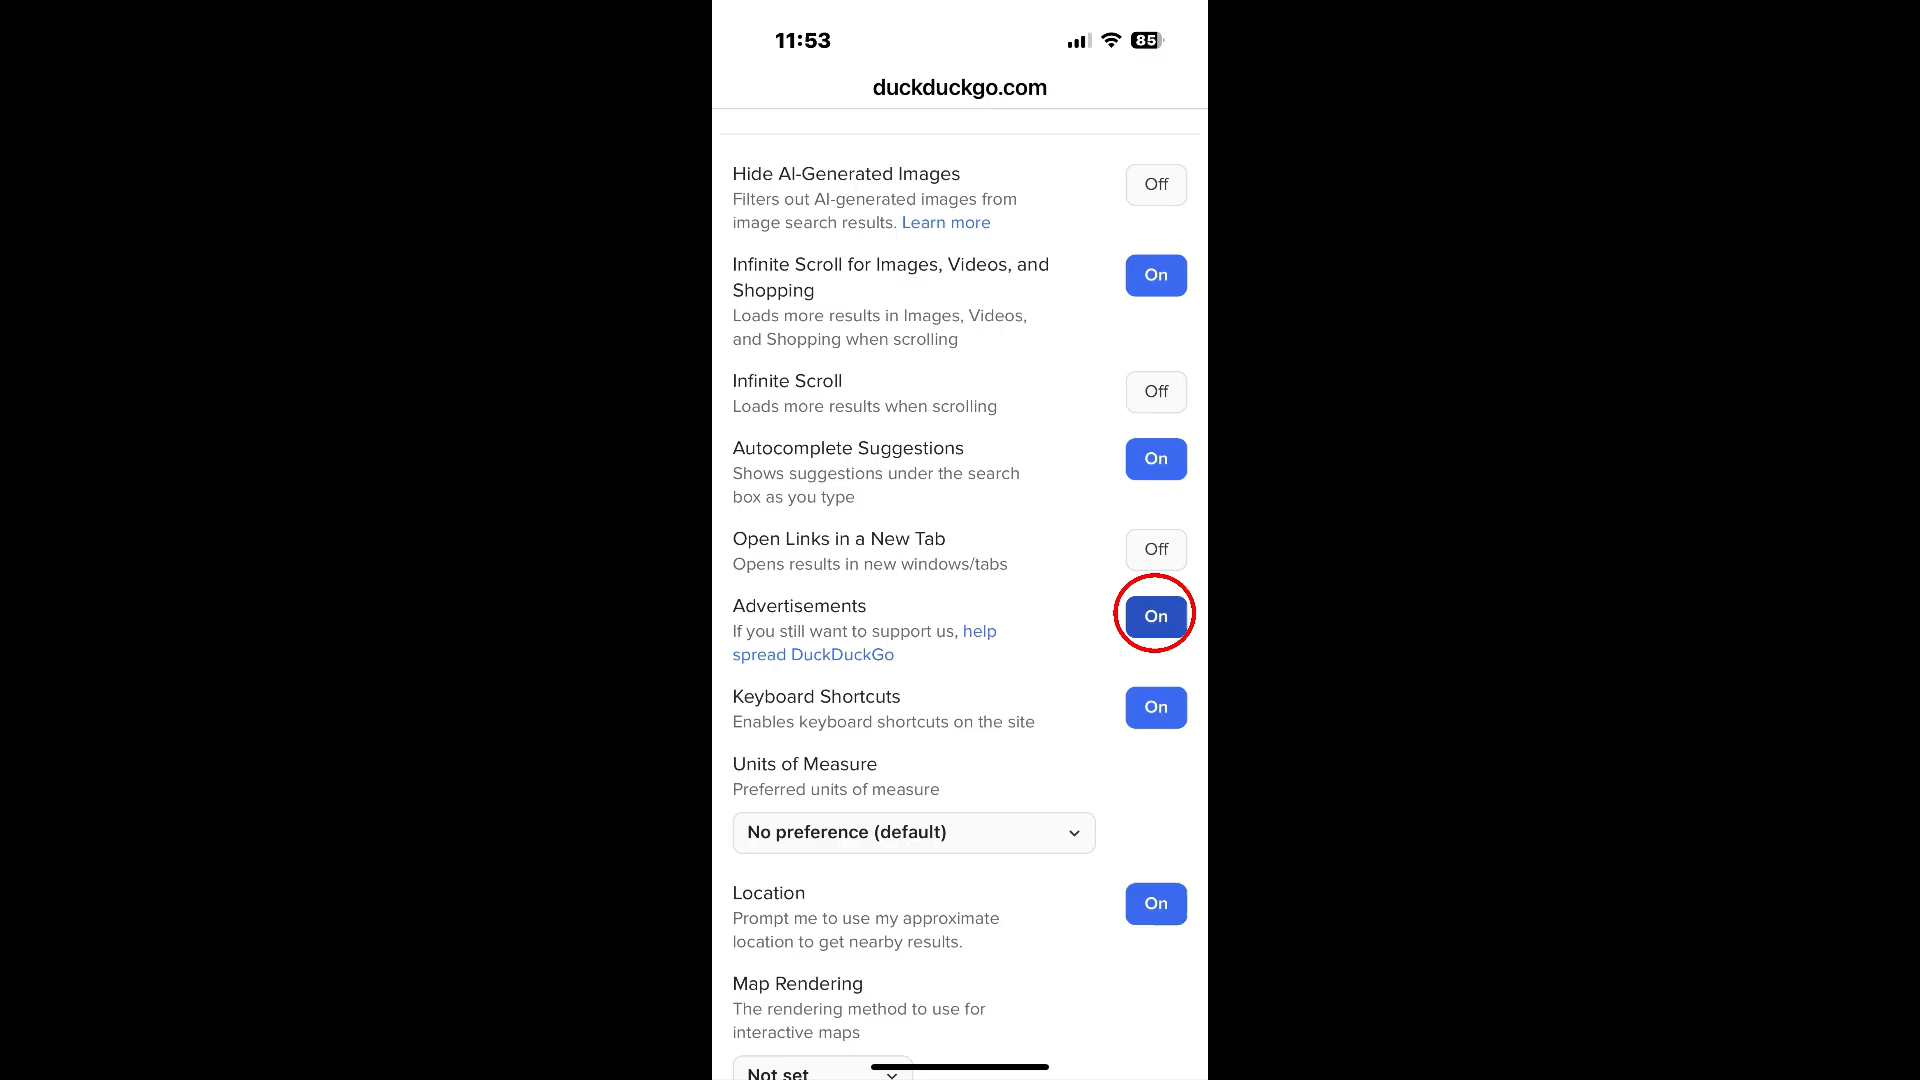 11:53
85
duckduckgo.com
Hide AI-Generated Images
Off
Filters out AI-generated images from
image search results. Learn more
Infinite Scroll for Images, Videos, and
Shopping
On
Loads more results in Images, Videos,
and Shopping when scrolling
Infinite Scroll
Off
Loads more results when scrolling
Autocomplete Suggestions
On
Shows suggestions under the search
box as you type
Open Links in a New Tab
Off
Opens results in new windows/tabs
Advertisements
On
If you still want to support us, help
spread DuckDuckGo
Keyboard Shortcuts
On
Enables keyboard shortcuts on the site
Units of Measure
Preferred units of measure
No preference (default)
Location
On
Prompt me to use my approximate
location to get nearby results.
Map Rendering
The rendering method to use for
interactive maps
Not set